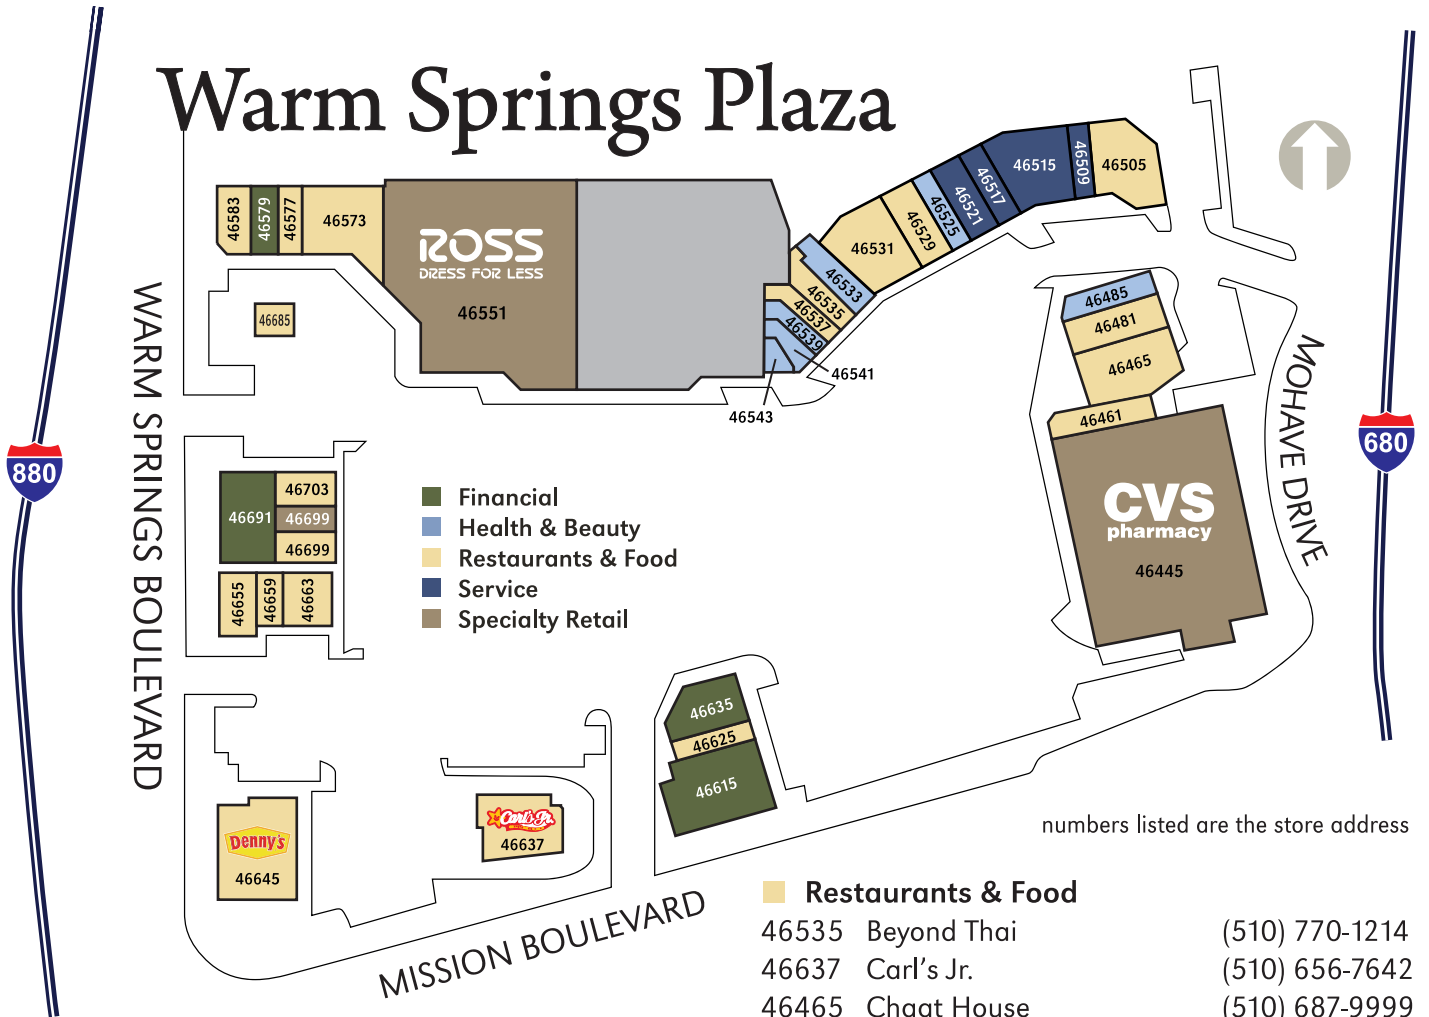 Warm Springs Plaza
46583
46579
46577
46573
ROSS
DRESS FOR LESS
46551
46685
46543
46541
46539
46537
46535
46533
46531
46529
46525
46521
46517
46515
46509
46505
46485
46481
46465
46461
CVS
pharmacy
46445
WARM SPRINGS BOULEVARD
MOHAVE DRIVE
880
680
46691
46703
46699
46699
46655
46659
46663
Financial
Health & Beauty
Restaurants & Food
Service
Specialty Retail
46635
46625
46615
Denny's
46645
Carl's Jr.
46637
MISSION BOULEVARD
numbers listed are the store address
Restaurants & Food
46535 Beyond Thai (510) 770-1214
46637 Carl's Jr. (510) 656-7642
46465 Chaat House (510) 687-9999